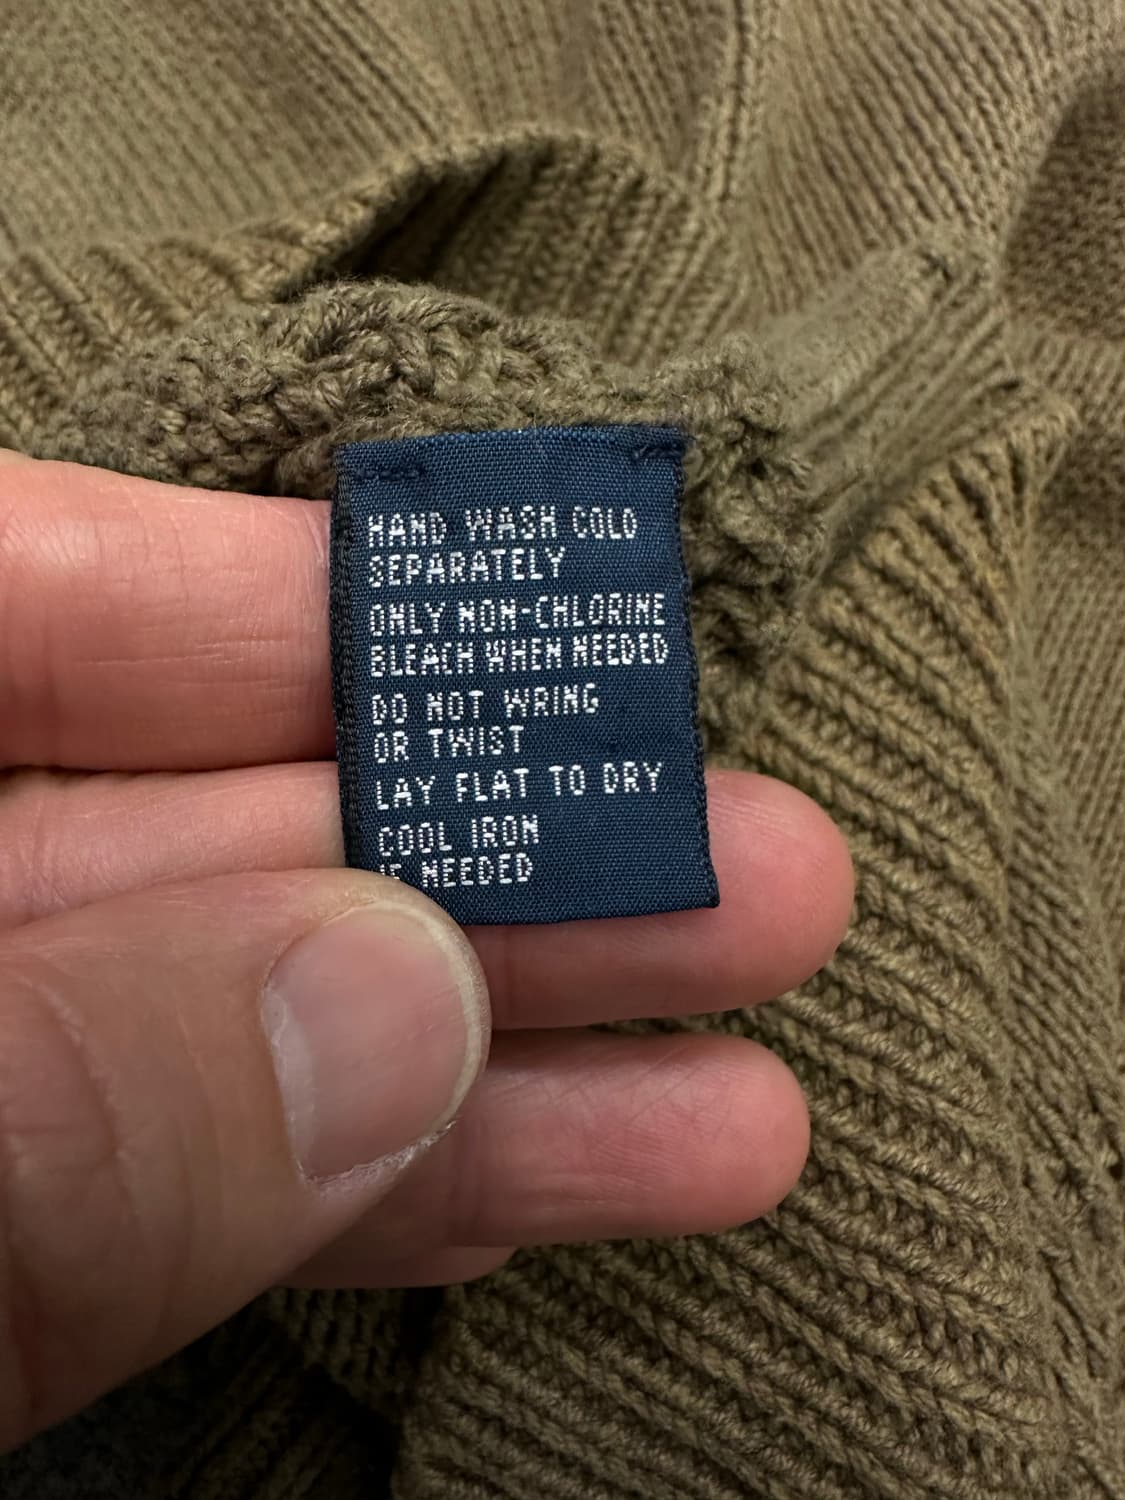 HAND WASH COLD
SEPARATELY
ONLY NON-CHLORINE
BLEACH WHEN NEEDED
DO NOT WRING
OR TWIST
LAY FLAT TO DRY
COOL IRON
IF NEEDED